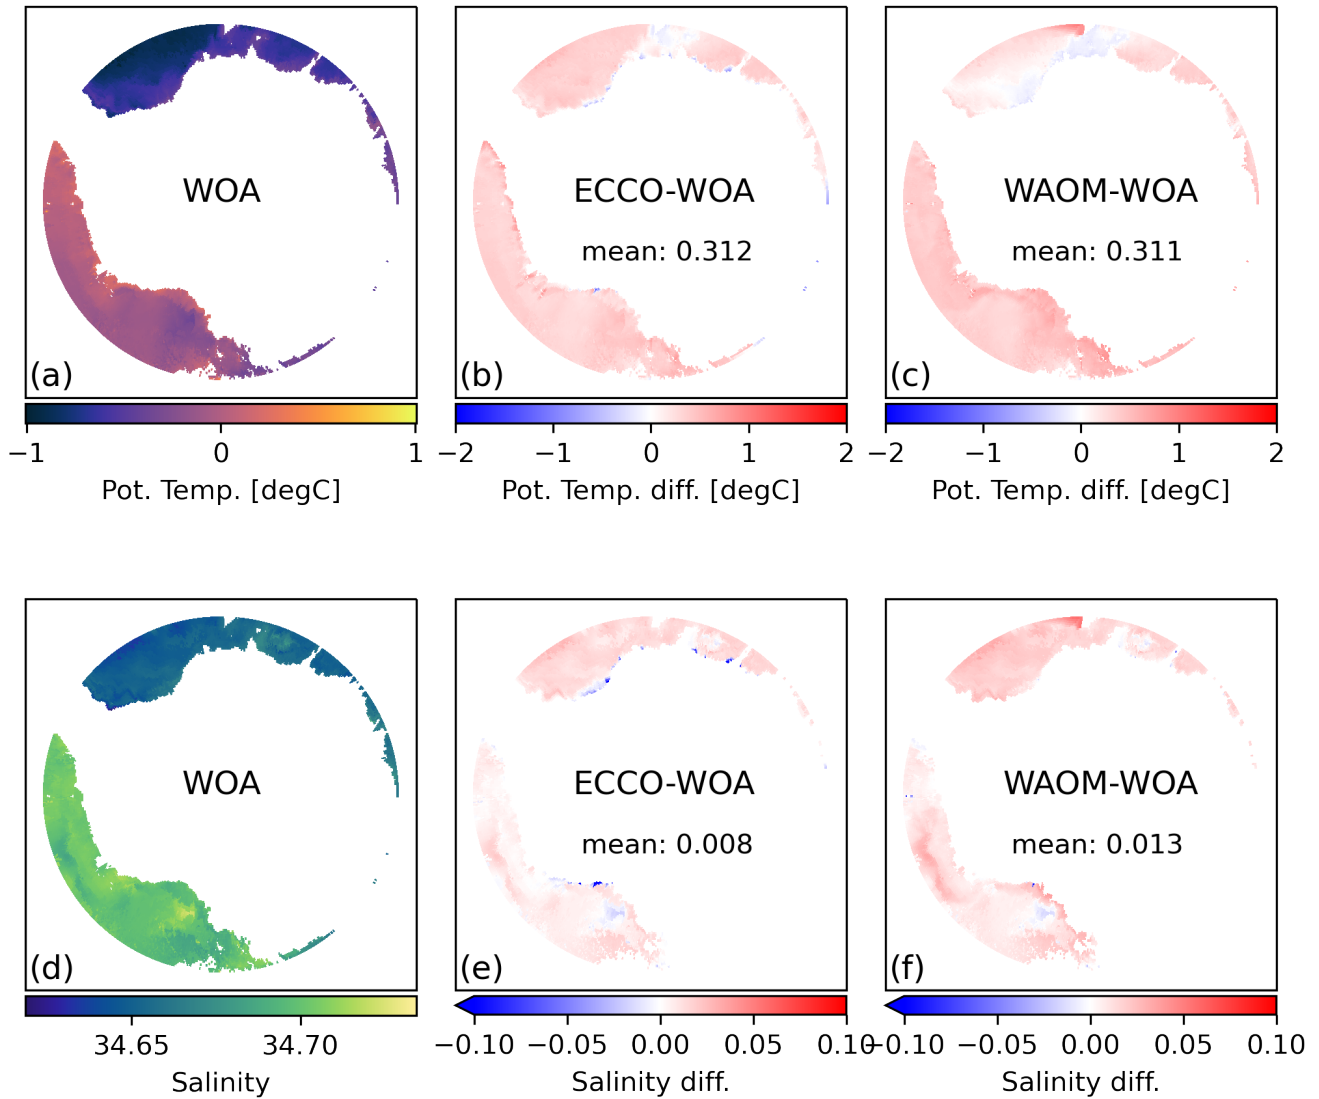 WOA
ECCO-WOA
WAOM-WOA
mean: 0.312
mean: 0.311
(a)
(b)
(c)
−1 0 1
−2 −1 0 1 2
−2 −1 0 1 2
Pot. Temp. [degC]
Pot. Temp. diff. [degC]
Pot. Temp. diff. [degC]
WOA
ECCO-WOA
WAOM-WOA
mean: 0.008
mean: 0.013
(d)
(e)
(f)
34.65 34.70
−0.10 −0.05 0.00 0.05 0.10
−0.10 −0.05 0.00 0.05 0.10
Salinity
Salinity diff.
Salinity diff.